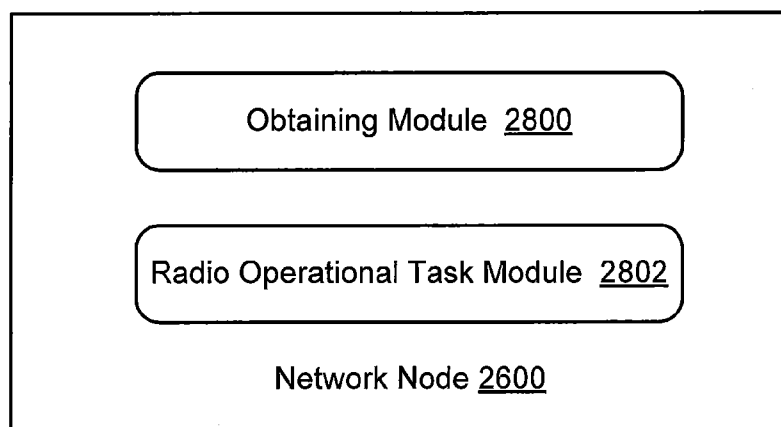 Obtaining Module 2800
Radio Operational Task Module 2802
Network Node 2600